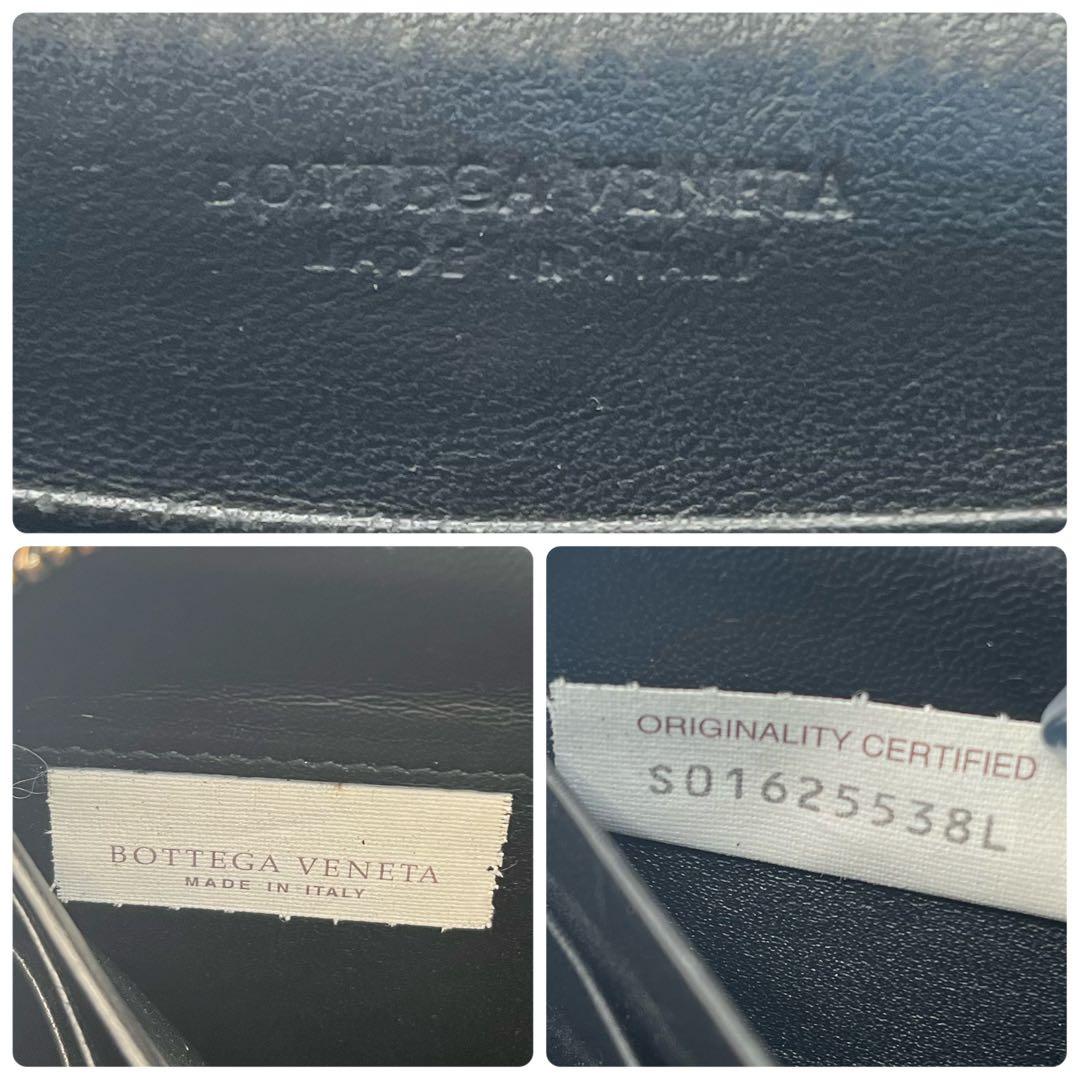 BOTTEGA VENETA
BOTTEGA VENETA
MADE IN ITALY
ORIGINALITY CERTIFIED
S01625538L